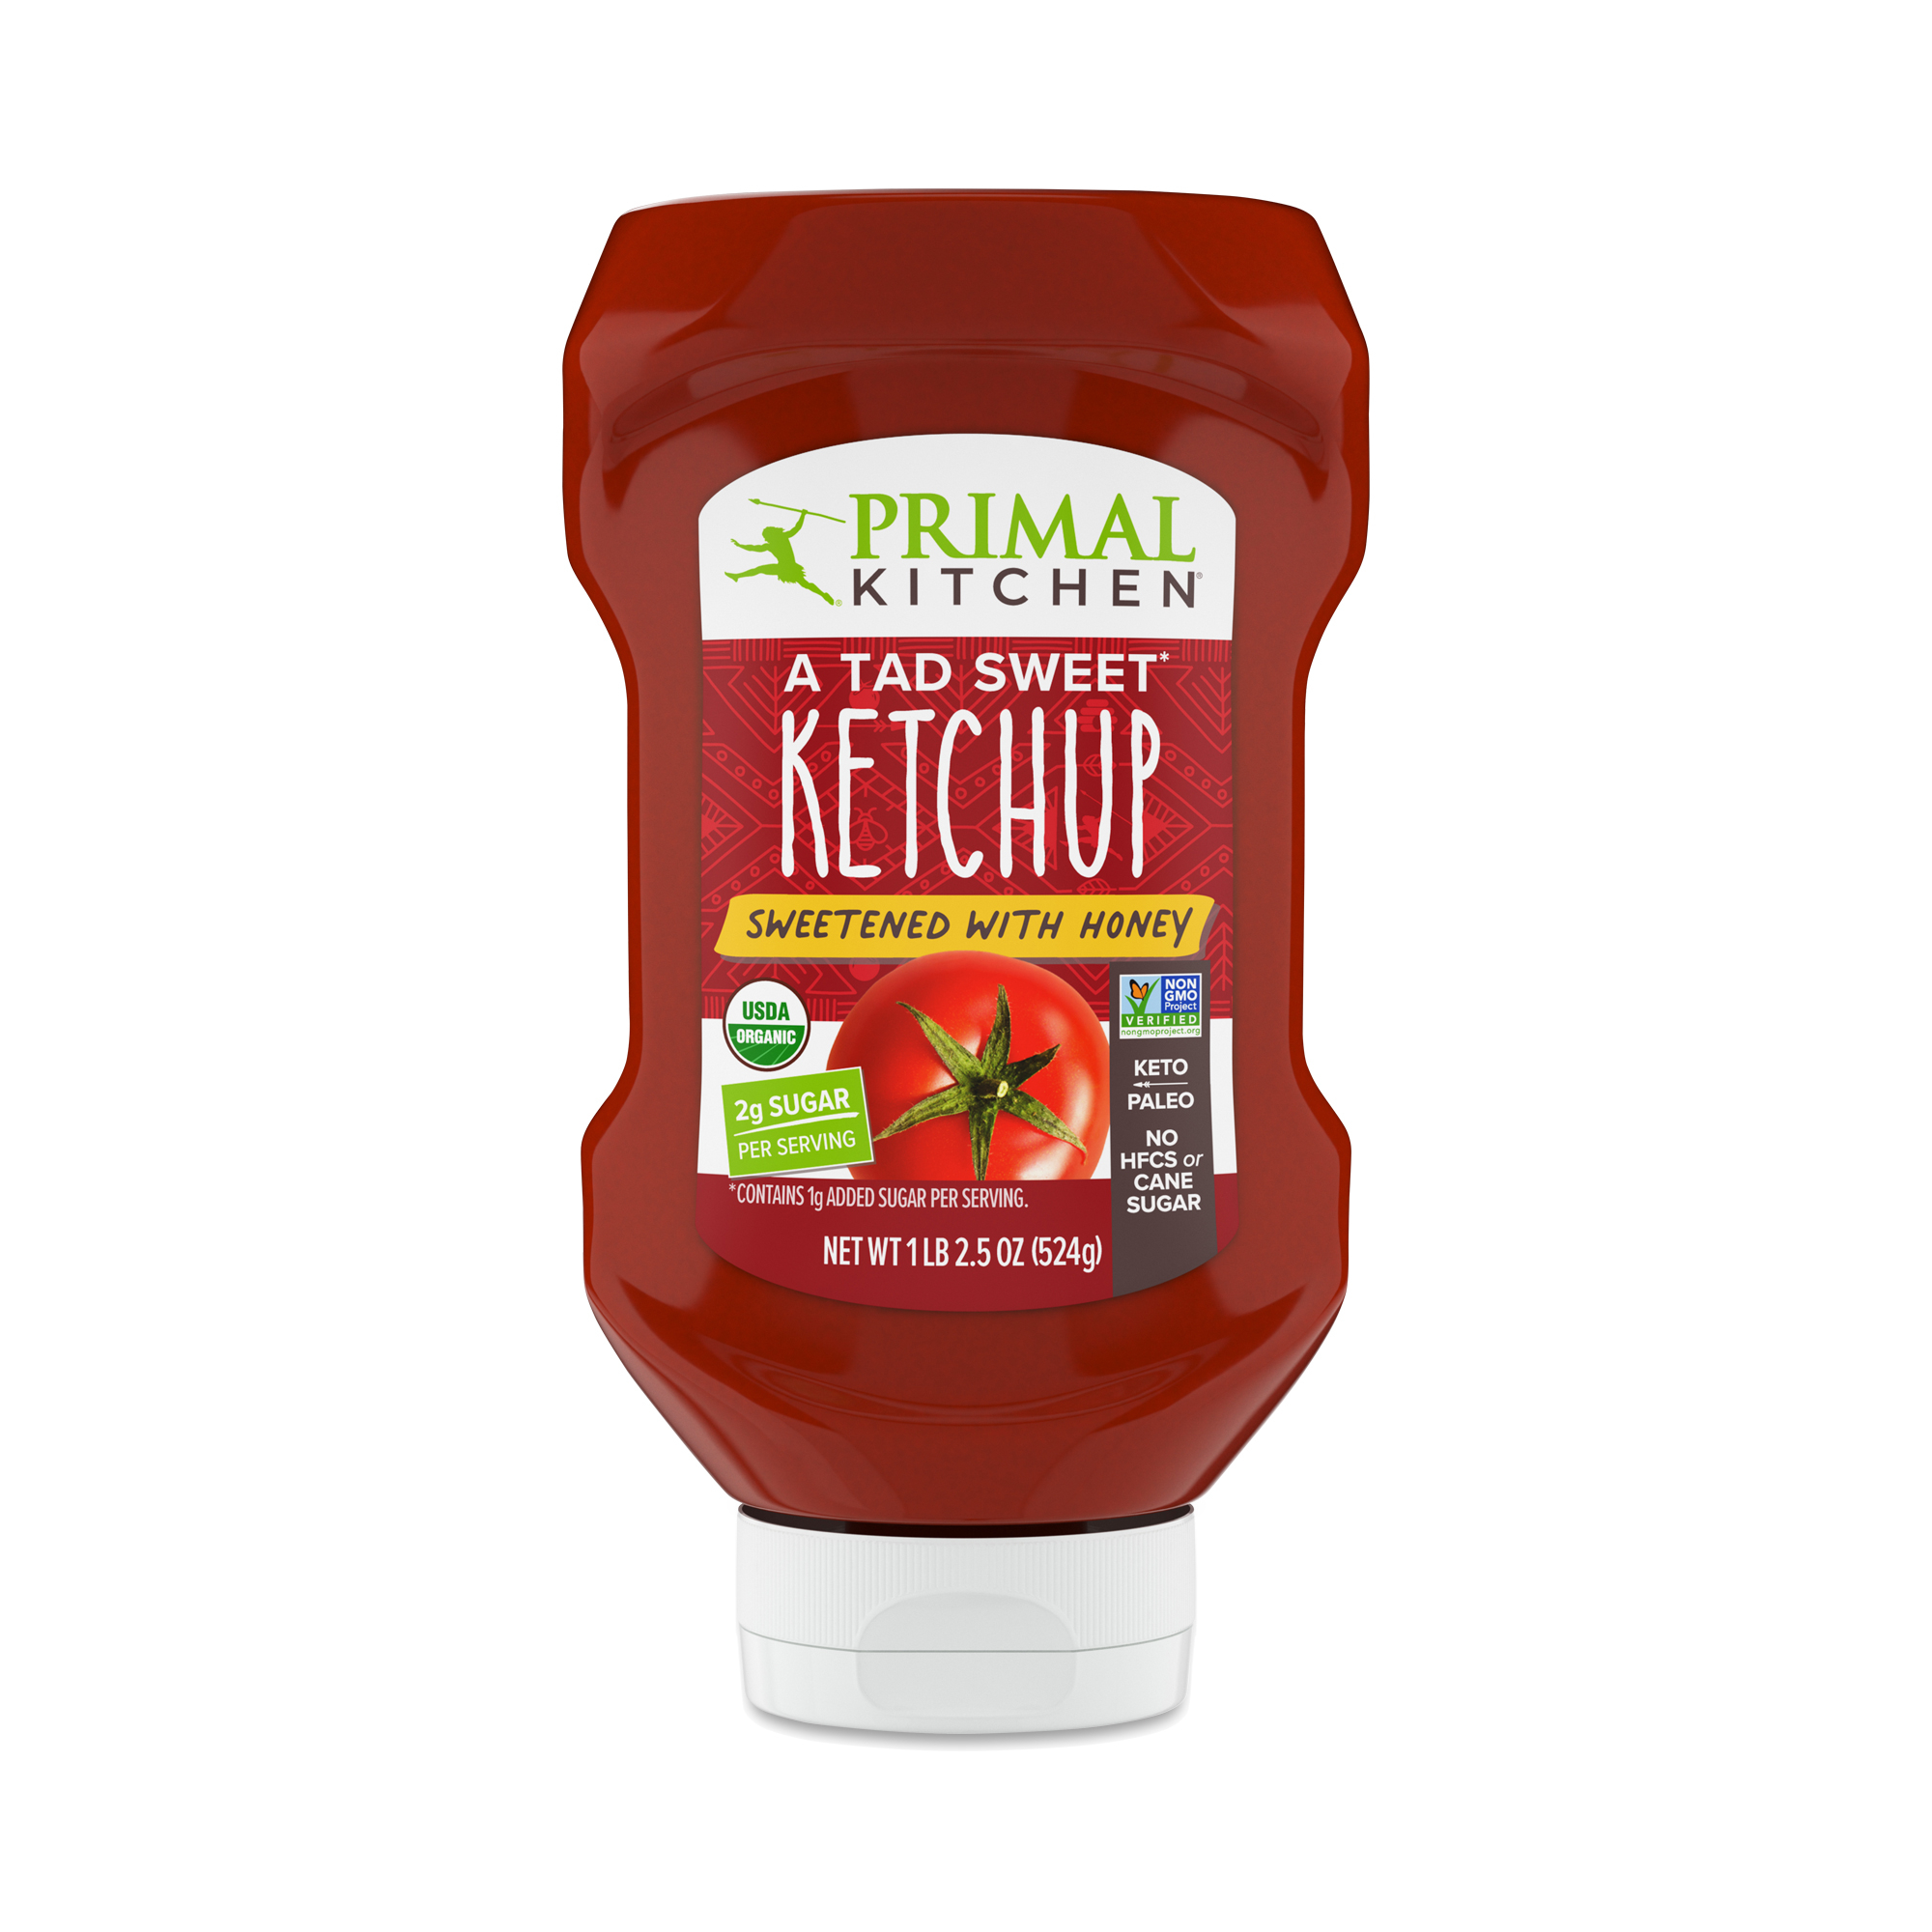 PRIMAL
KITCHEN®
A TAD SWEET*
KETCHUP
SWEETENED WITH HONEY
USDA
ORGANIC
2g SUGAR
PER SERVING
NON
GMO
Project
VERIFIED
nongmoproject.org
KETO
PALEO
NO
HFCS or
CANE
SUGAR
*CONTAINS 1g ADDED SUGAR PER SERVING.
NET WT 1 LB 2.5 OZ (524g)